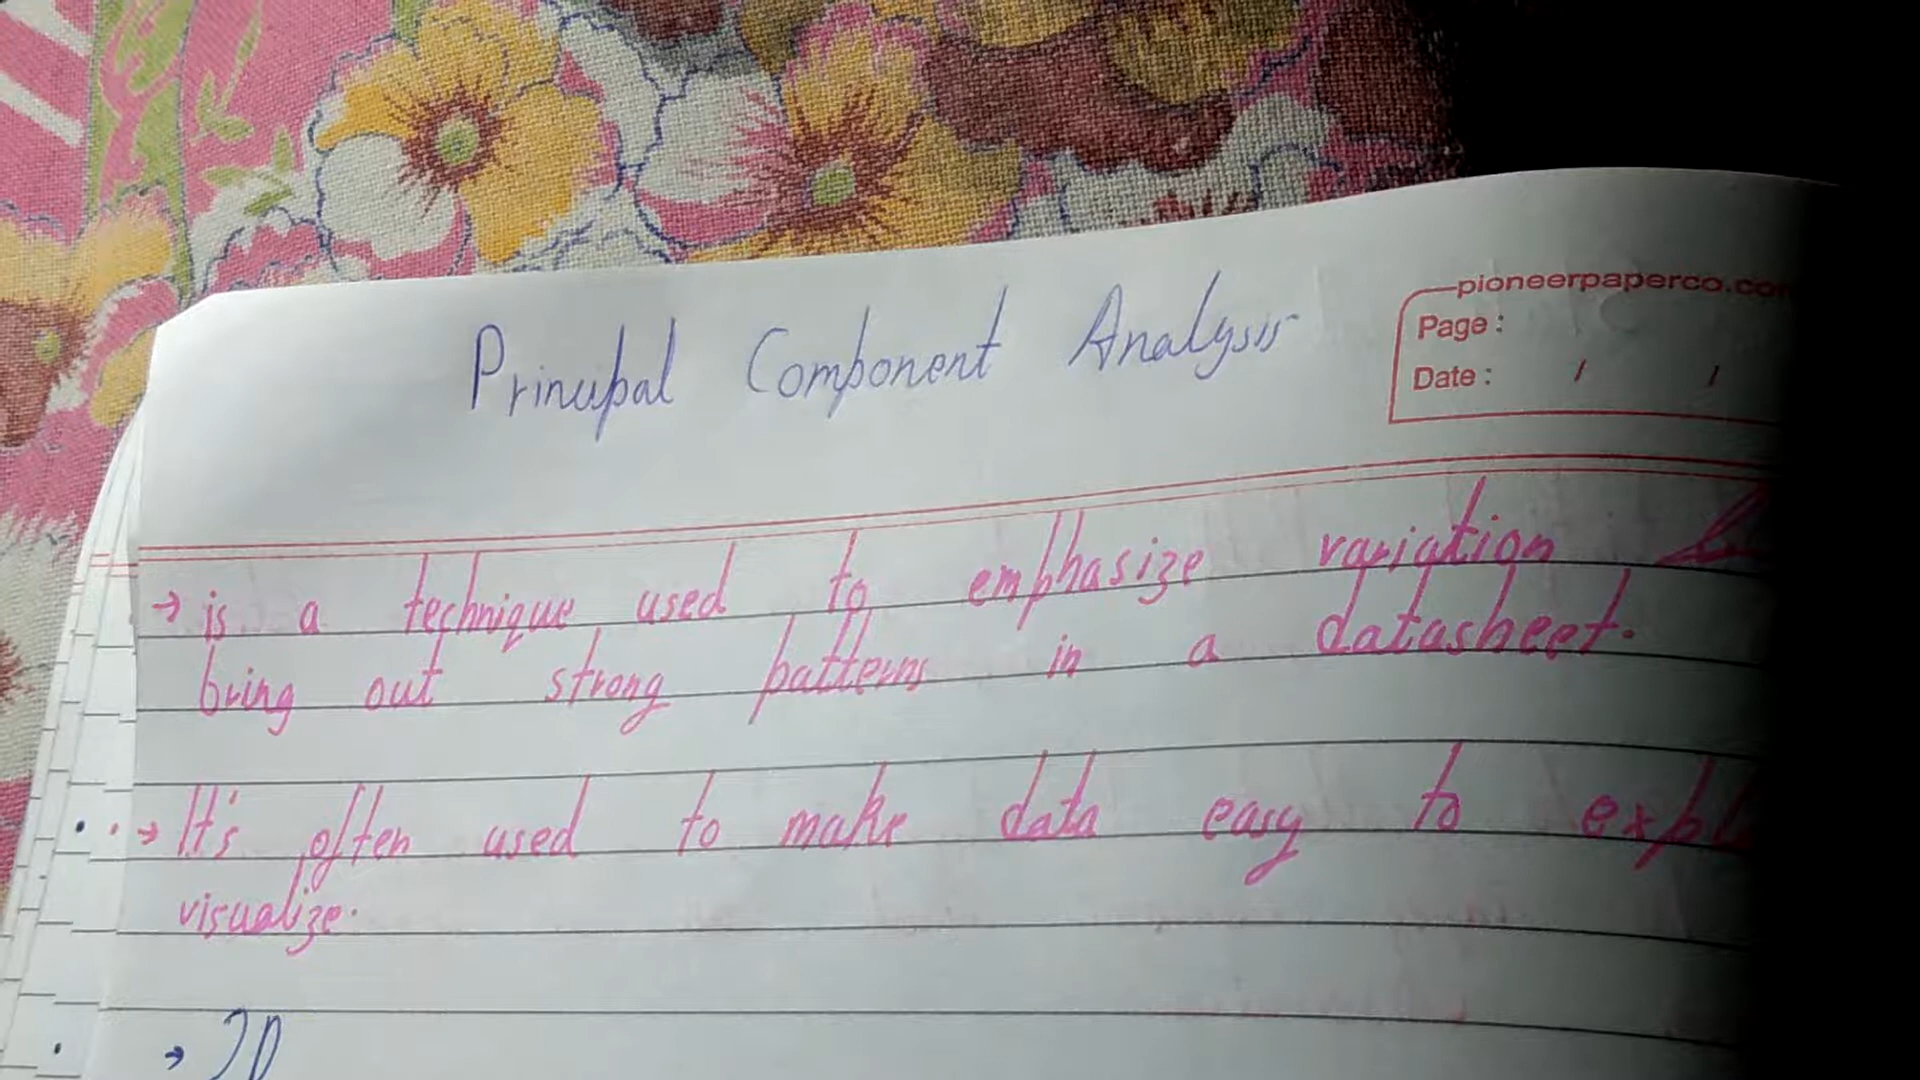 Principal Component Analysis
pioneerpaperco.co
Page :
Date : / /
→ is a technique used to emphasize variation
bring out strong patterns in a datasheet.
→ It's often used to make data easy to
visualize.
→ 2D